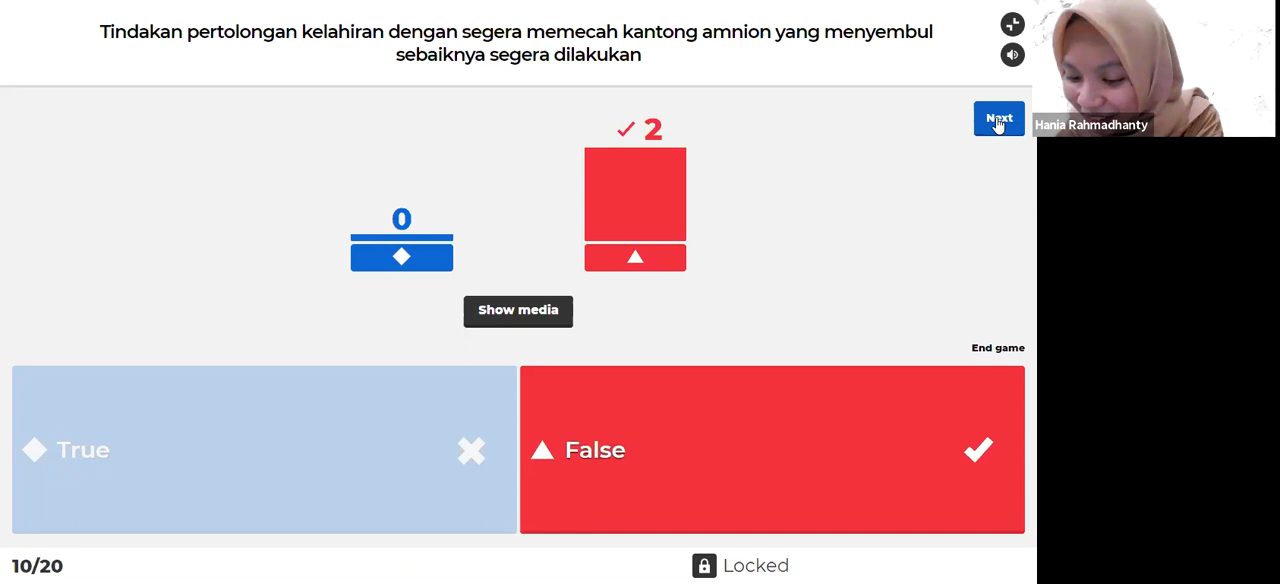 Tindakan pertolongan kelahiran dengan segera memecah kantong amnion yang menyembul
sebaiknya segera dilakukan
Next
Hania Rahmadhanty
2
0
Show media
End game
True
False
10/20
Locked